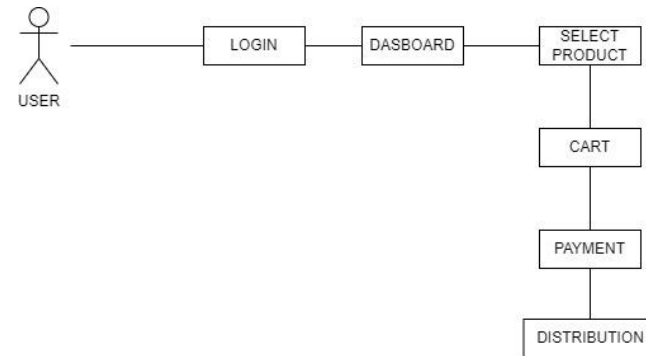 USER
LOGIN
DASBOARD
SELECT
PRODUCT
CART
PAYMENT
DISTRIBUTION